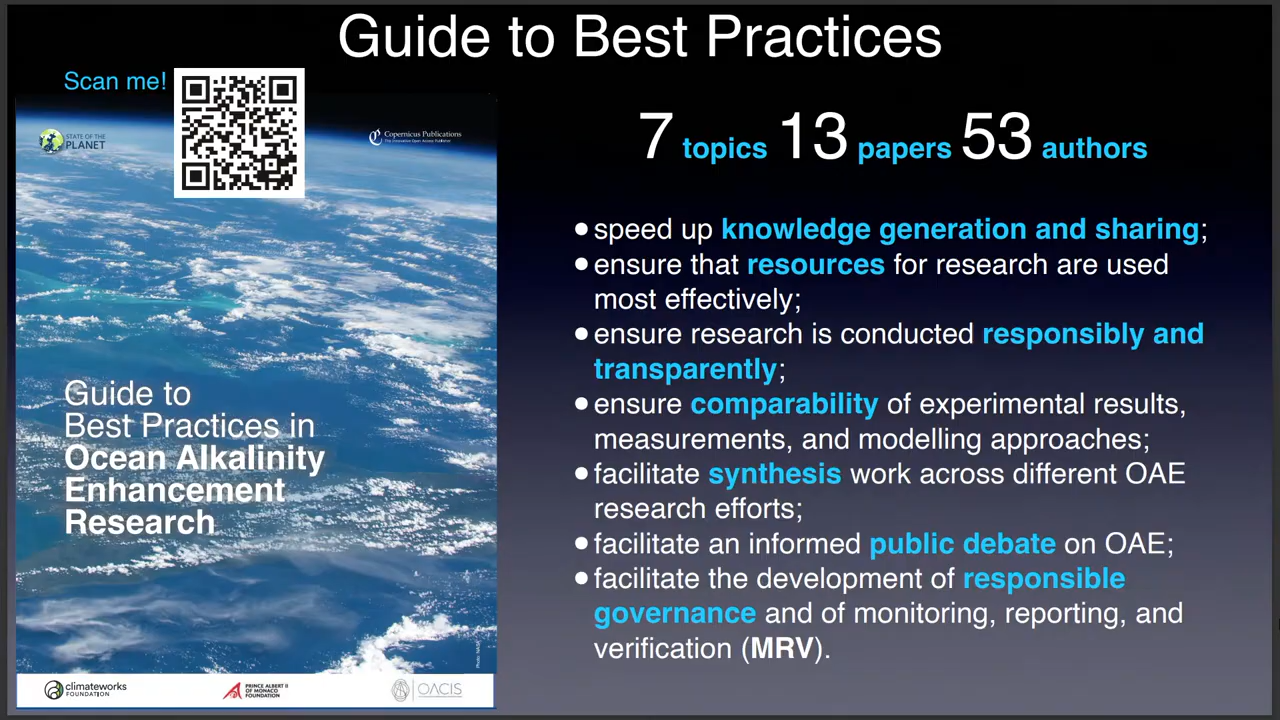 Guide to Best Practices
Scan me!
STATE OF THE
PLANET
Copernicus Publications
The Innovative Open Access Publisher
7 topics 13 papers 53 authors
• speed up knowledge generation and sharing;
• ensure that resources for research are used
most effectively;
• ensure research is conducted responsibly and
transparently;
• ensure comparability of experimental results,
measurements, and modelling approaches;
• facilitate synthesis work across different OAE
research efforts;
• facilitate an informed public debate on OAE;
• facilitate the development of responsible
governance and of monitoring, reporting, and
verification (MRV).
Guide to
Best Practices in
Ocean Alkalinity
Enhancement
Research
Photo: NASA
climateworks
FOUNDATION
PRINCE ALBERT II
OF MONACO
FOUNDATION
OACIS